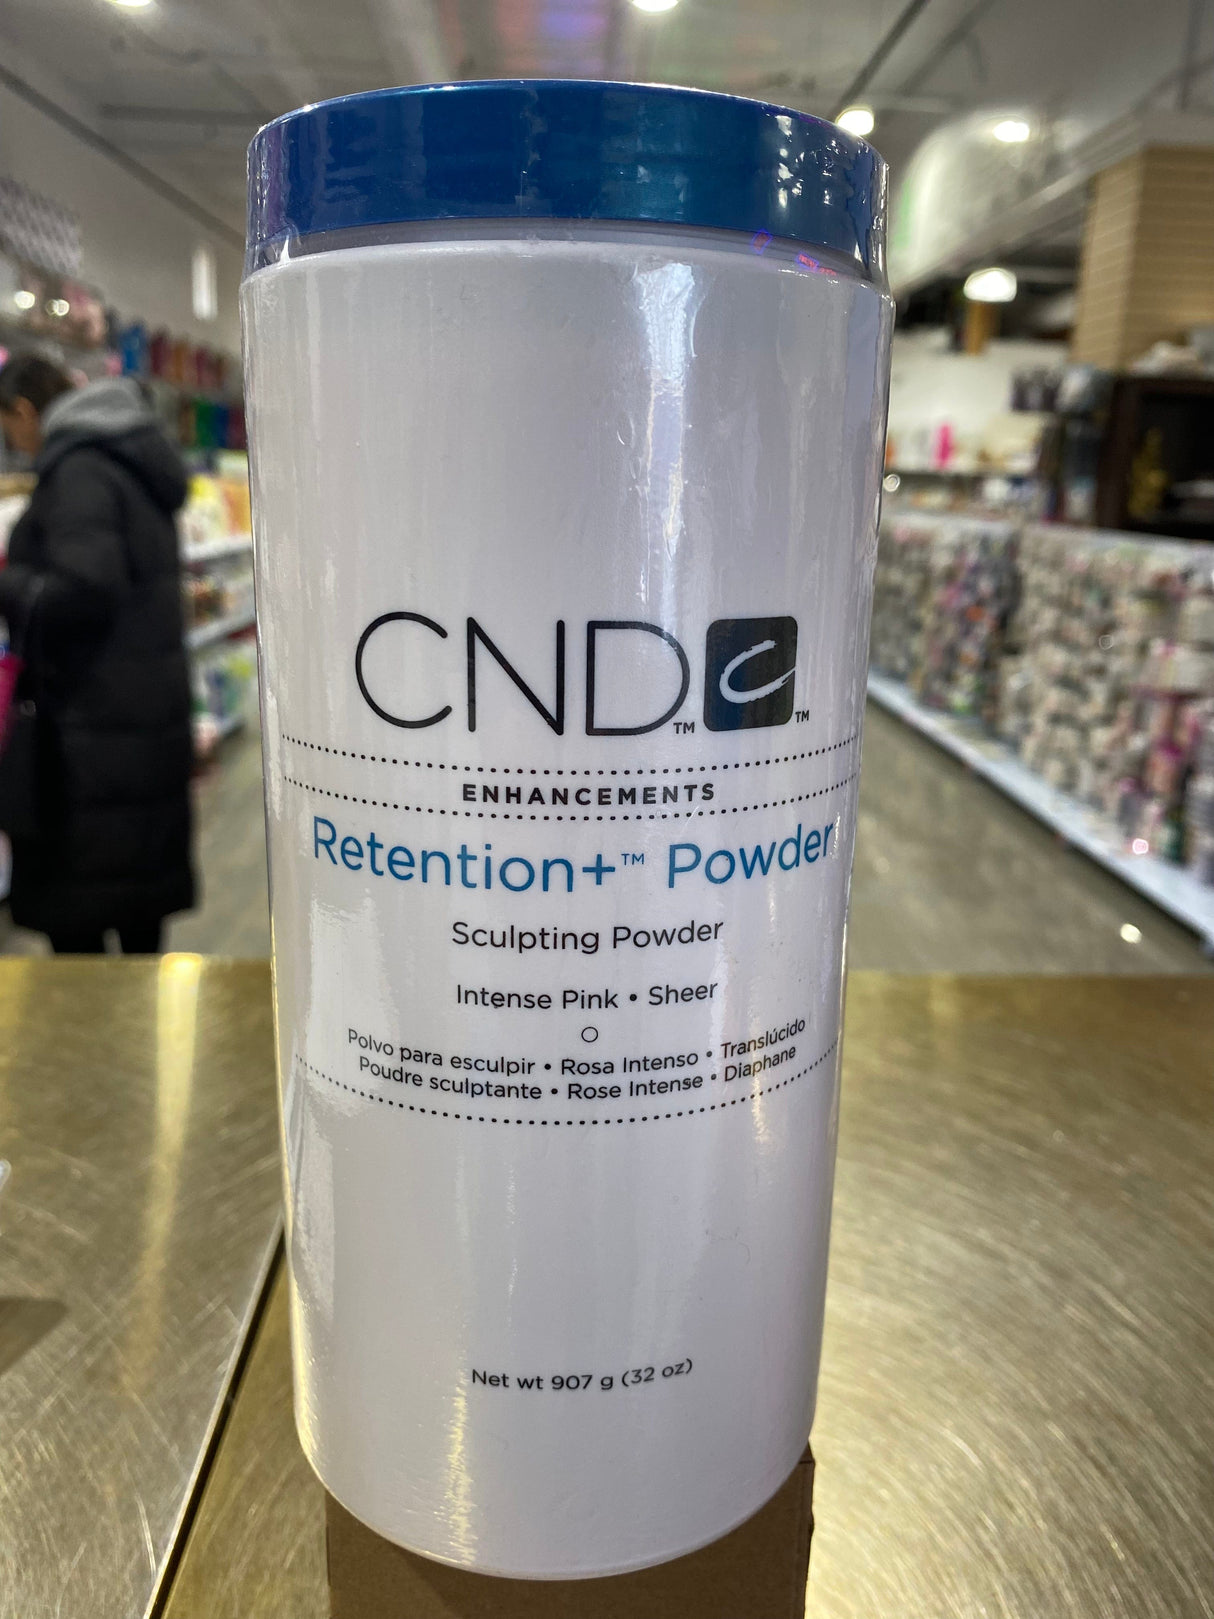 CND™ ™
ENHANCEMENTS
Retention+™ Powder
Sculpting Powder
Intense Pink • Sheer
Polvo para esculpir • Rosa Intenso • Translúcido
Poudre sculptante • Rose Intense • Diaphane
Net wt 907 g (32 oz)